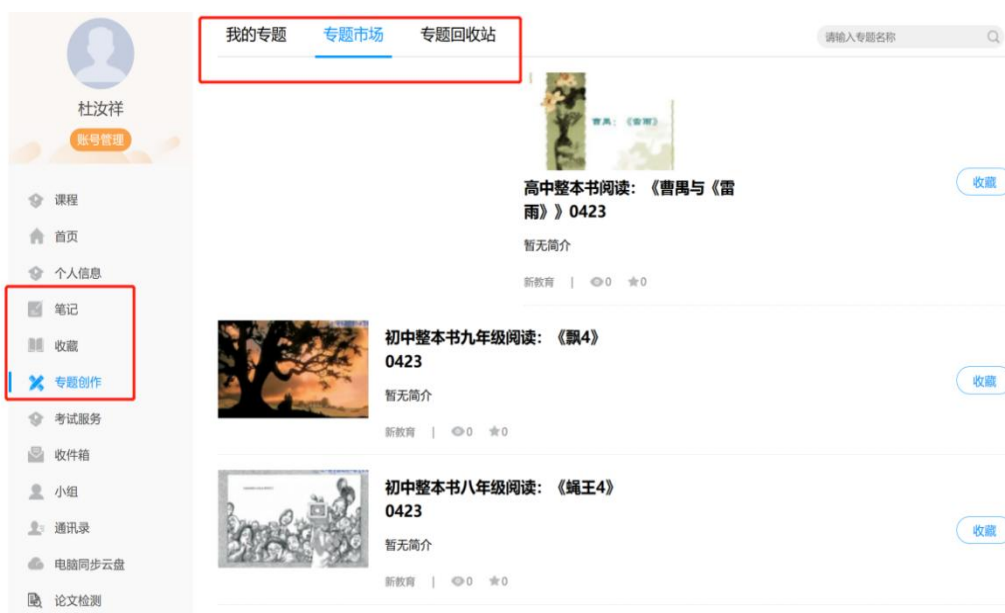 杜汝祥
账号管理
课程
首页
个人信息
笔记
收藏
专题创作
考试服务
收件箱
小组
通讯录
电脑同步云盘
论文检测
我的专题 专题市场 专题回收站
请输入专题名称
曹禺：《雷雨》
高中整本书阅读：《曹禺与《雷
雨》》0423
暂无简介
新教育 | 0 0
收藏
初中整本书九年级阅读：《飘4》
0423
暂无简介
新教育 | 0 0
收藏
初中整本书八年级阅读：《蝇王4》
0423
暂无简介
新教育 | 0 0
收藏